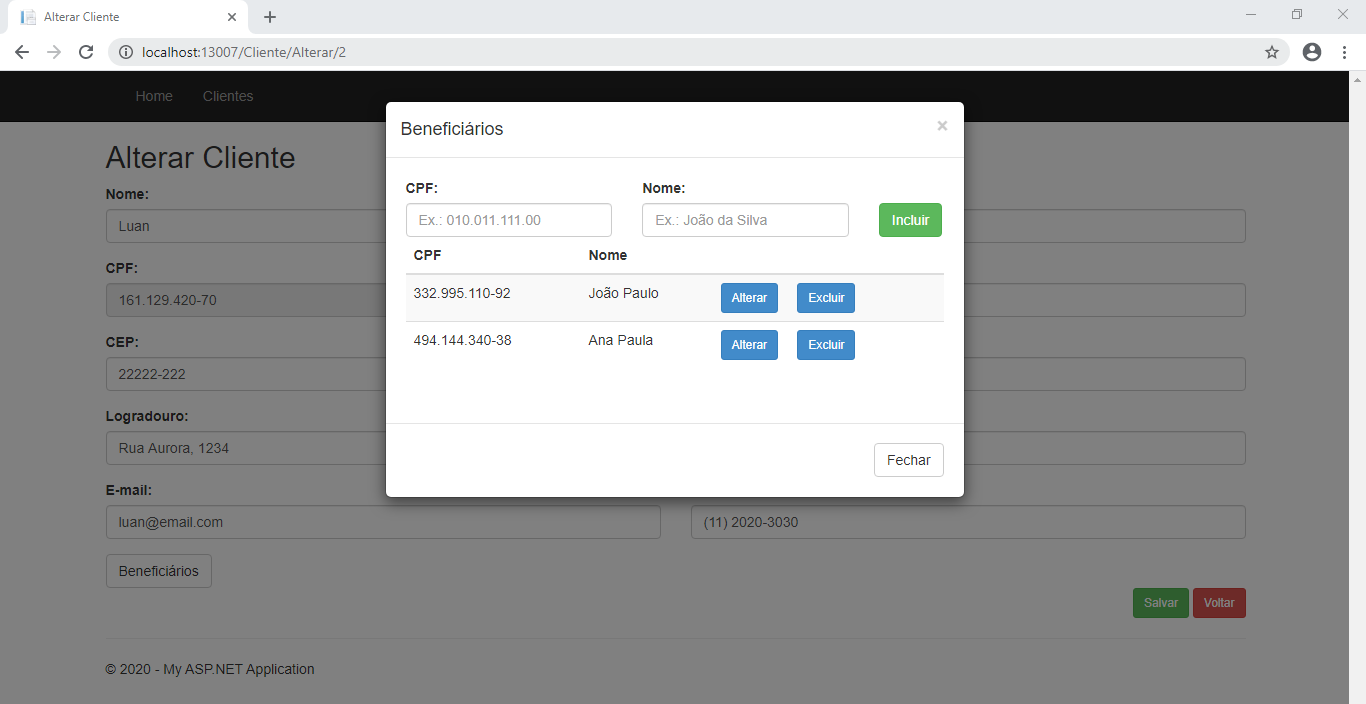 Alterar Cliente
localhost:13007/Cliente/Alterar/2
Home Clientes
Alterar Cliente
Nome:
Luan
CPF:
161.129.420-70
CEP:
22222-222
Logradouro:
Rua Aurora, 1234
E-mail:
luan@email.com (11) 2020-3030
Beneficiários
Salvar Voltar
© 2020 - My ASP.NET Application
Beneficiários ×
CPF: Nome:
Ex.: 010.011.111.00 Ex.: João da Silva Incluir
CPF Nome
332.995.110-92 João Paulo Alterar Excluir
494.144.340-38 Ana Paula Alterar Excluir
Fechar